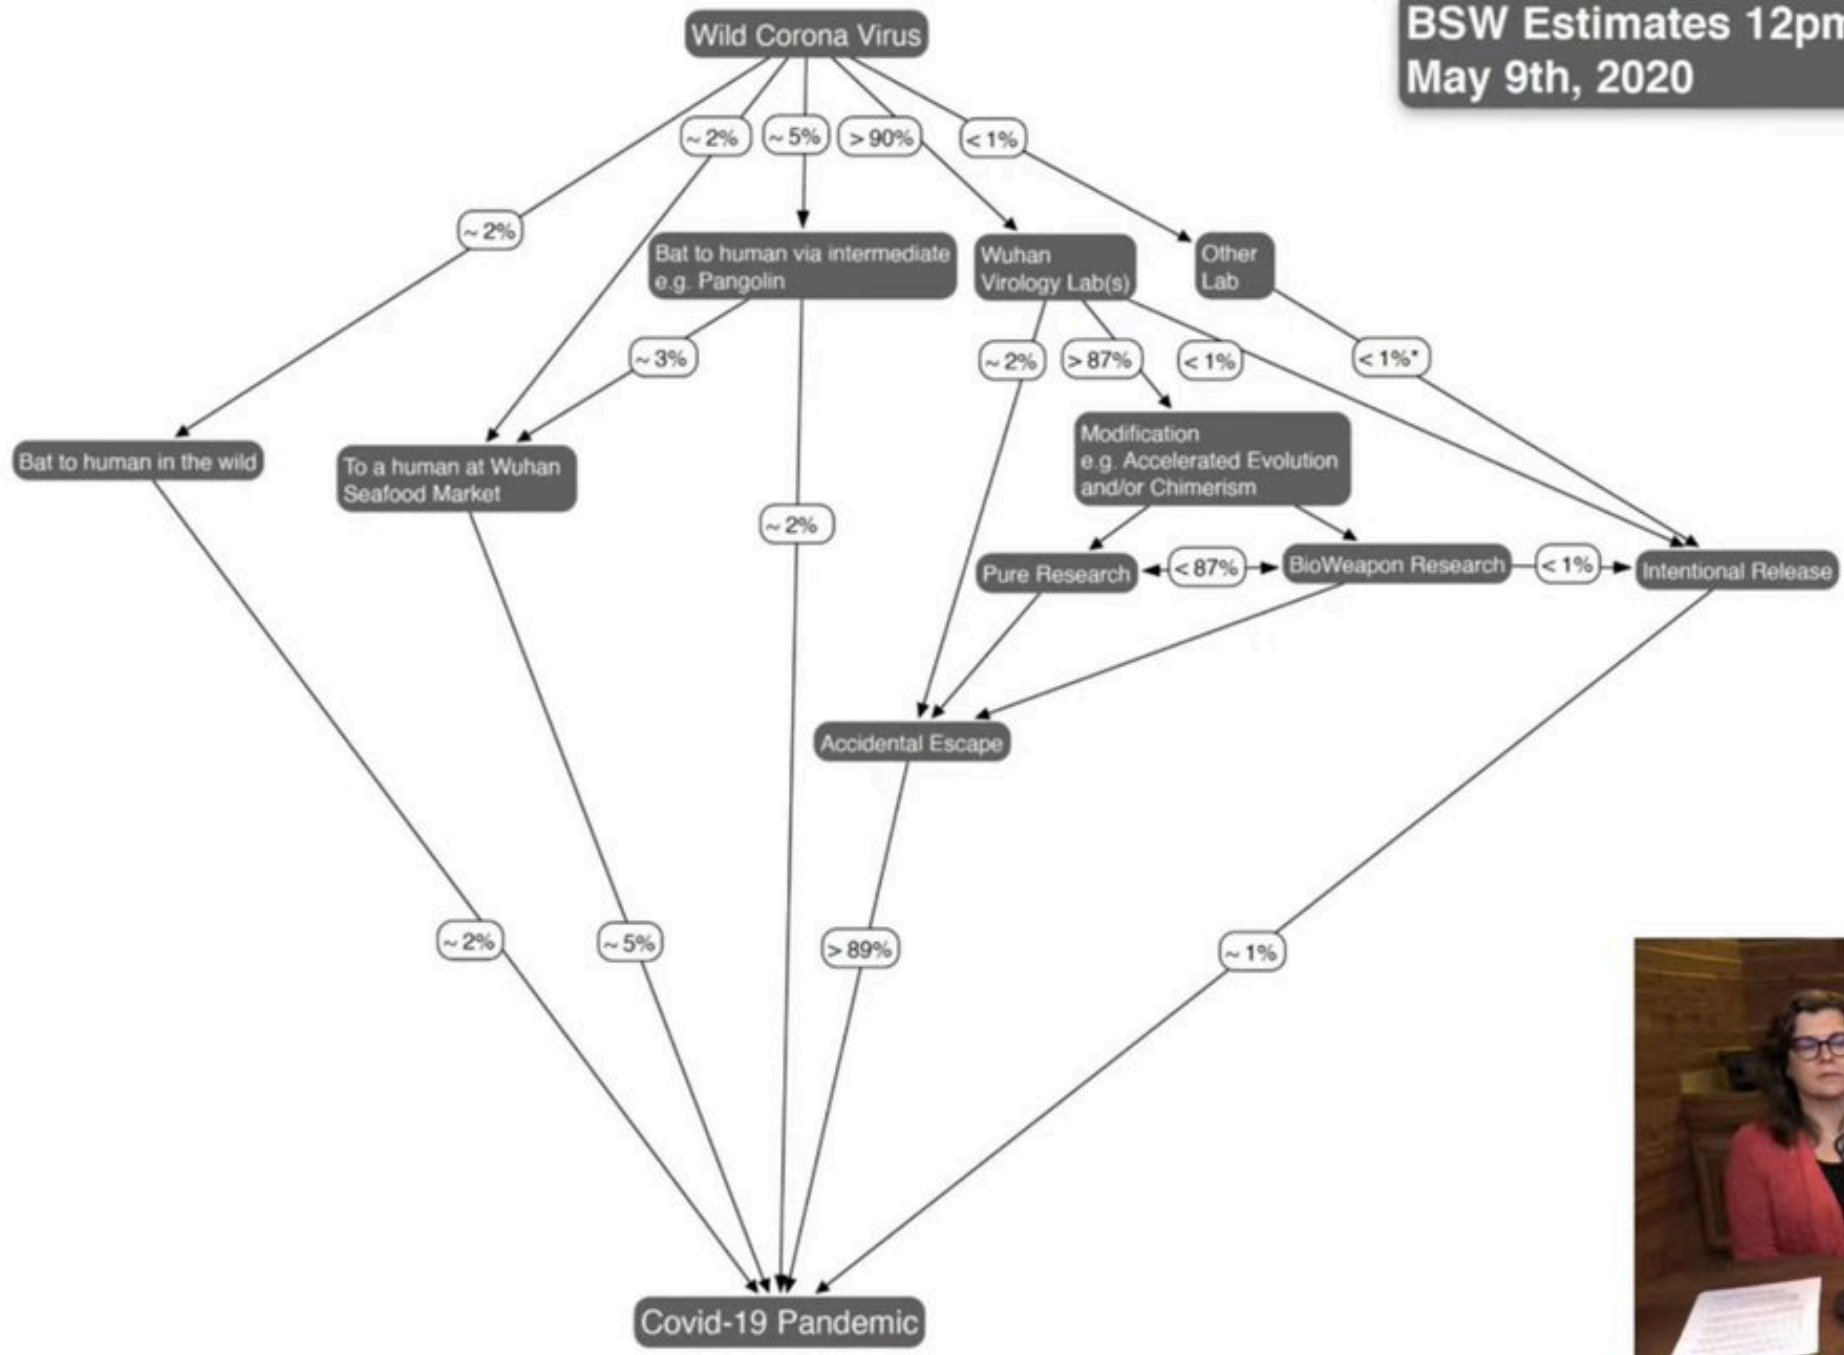 BSW Estimates 12pm
May 9th, 2020
Wild Corona Virus
~ 2%
~ 5%
> 90%
< 1%
~ 2%
Bat to human via intermediate
e.g. Pangolin
Wuhan
Virology Lab(s)
Other
Lab
~ 3%
~ 2%
> 87%
< 1%
< 1%*
Bat to human in the wild
To a human at Wuhan
Seafood Market
Modification
e.g. Accelerated Evolution
and/or Chimerism
~ 2%
Pure Research
< 87%
BioWeapon Research
< 1%
Intentional Release
Accidental Escape
~ 2%
~ 5%
> 89%
~ 1%
Covid-19 Pandemic